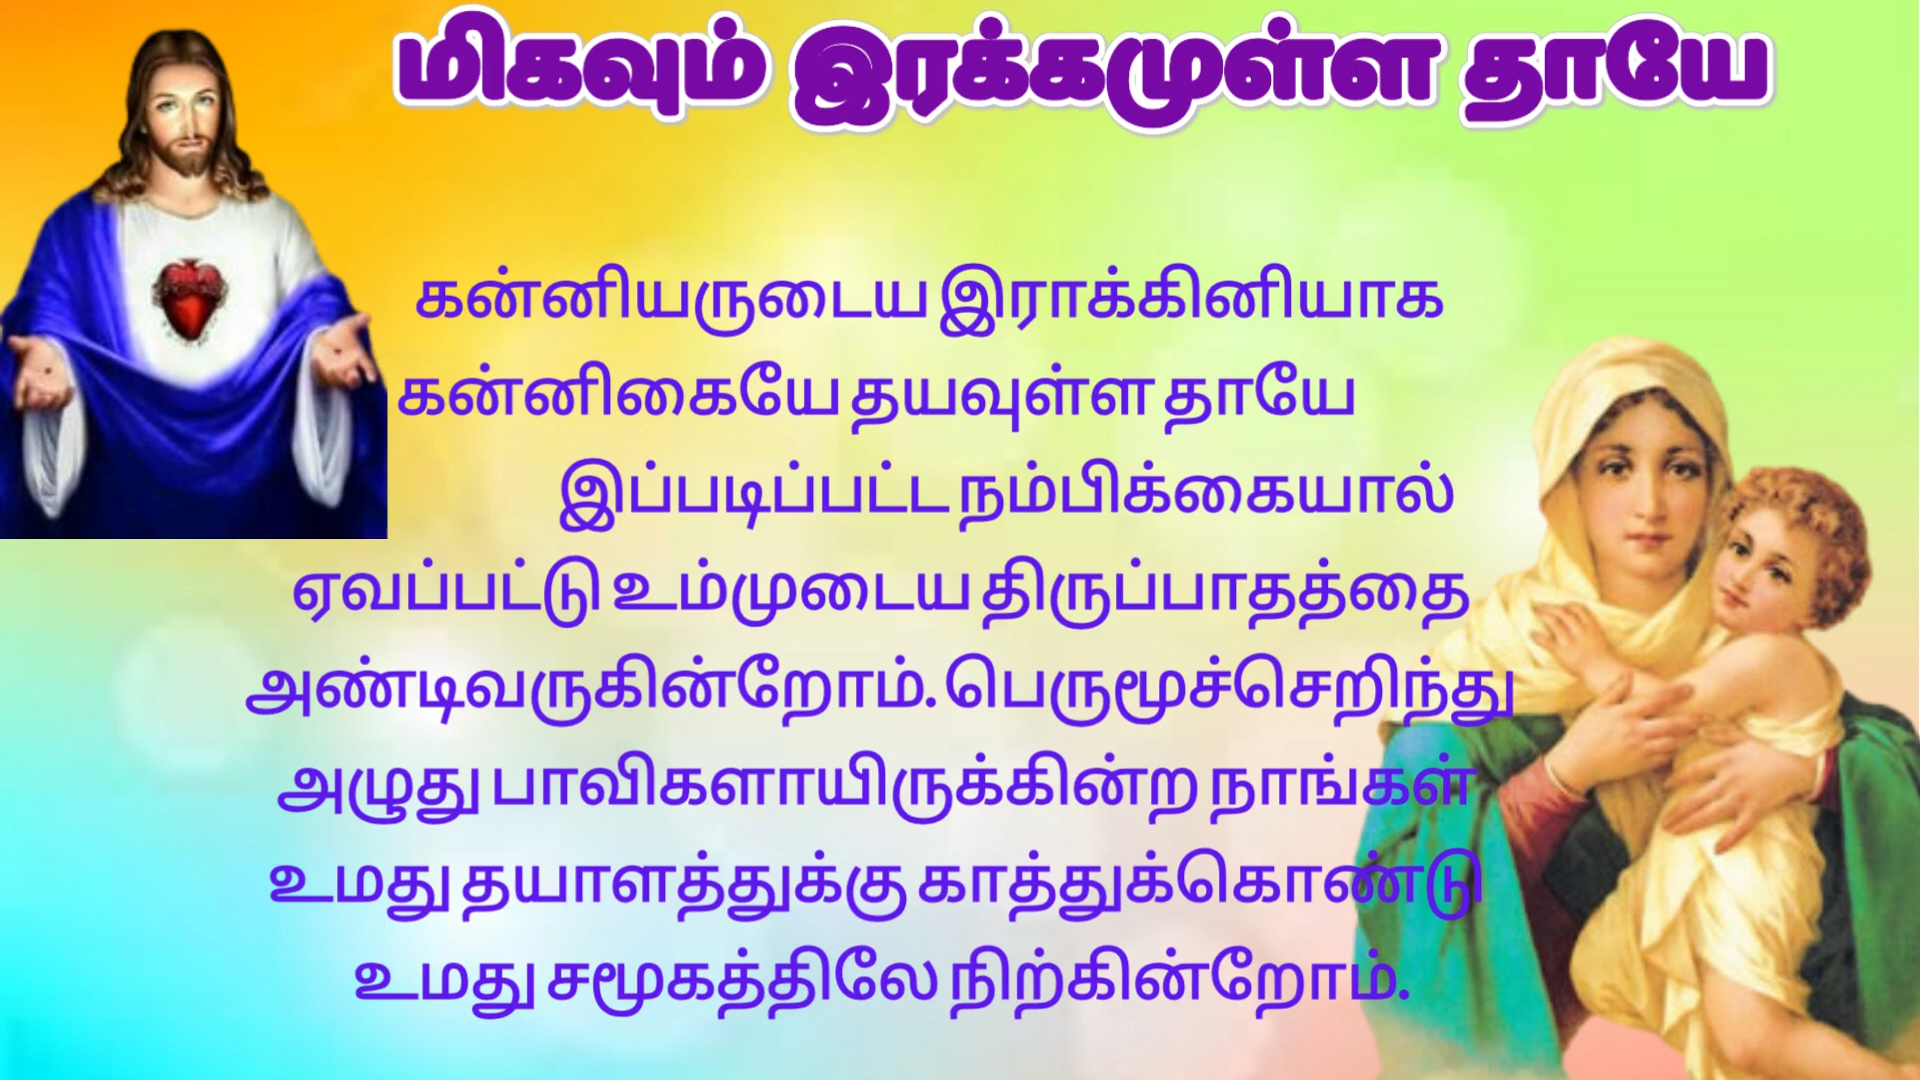 மிகவும் இரக்கமுள்ள தாயே
கன்னியருடைய இராக்கினியாக
கன்னிகையே தயவுள்ள தாயே
இப்படிப்பட்ட நம்பிக்கையால்
ஏவப்பட்டு உம்முடைய திருப்பாதத்தை
அண்டிவருகின்றோம். பெருமூச்செறிந்து
அழுது பாவிகளாயிருக்கின்ற நாங்கள்
உமது தயாளத்துக்கு காத்துக்கொண்டு
உமது சமூகத்திலே நிற்கின்றோம்.